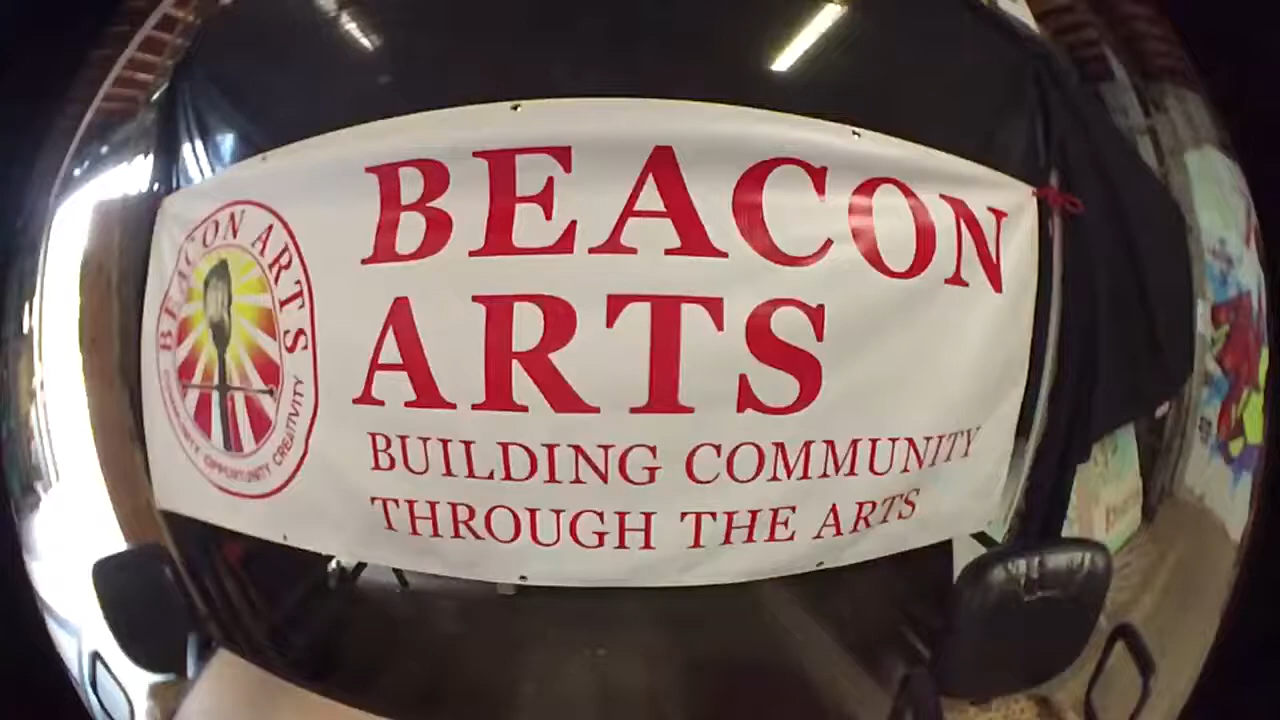 BEACON
ARTS
BUILDING COMMUNITY
THROUGH THE ARTS
BEACON ARTS
COMMUNITY OPPORTUNITY CREATIVITY